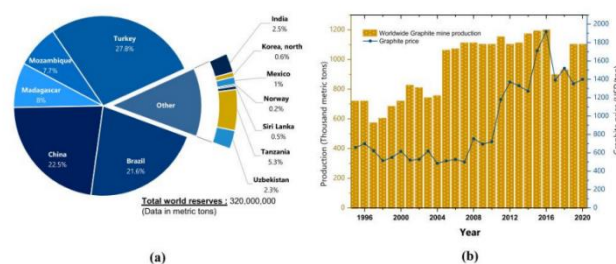 India
2.5%
Korea, north
0.6%
Mexico
1%
Norway
0.2%
Siri Lanka
0.5%
Tanzania
5.3%
Uzbekistan
2.3%
Turkey
27.8%
Mozambique
7.7%
Madagascar
8%
China
22.5%
Brazil
21.6%
Other
Total world reserves : 320,000,000
(Data in metric tons)
(a)
Worldwide Graphite mine production
Graphite price
Production (Thousand metric tons)
1200
1000
800
600
400
200
0
2000
1800
1600
1400
1200
1000
800
600
400
200
0
1996
2000
2004
2008
2012
2016
2020
Year
(b)